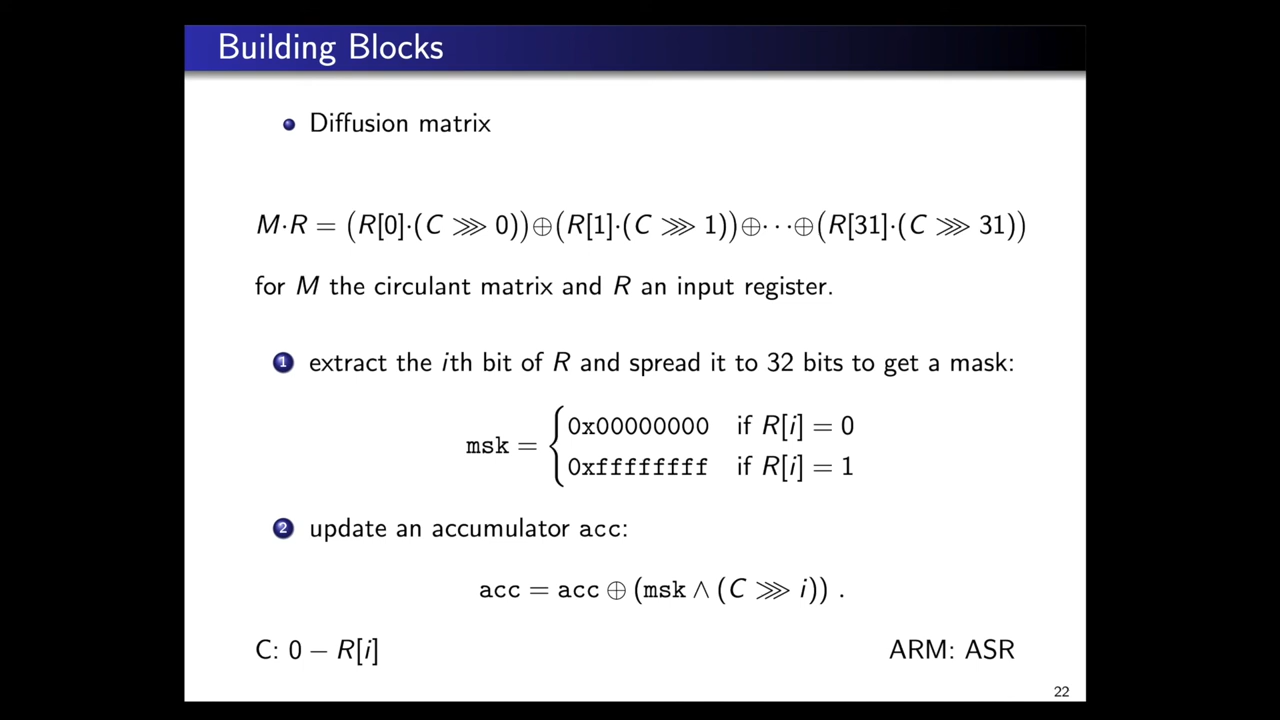 Building Blocks
Diffusion matrix
M·R = (R[0]·(C ⋙ 0))⊕(R[1]·(C ⋙ 1))⊕···⊕(R[31]·(C ⋙ 31))
for M the circulant matrix and R an input register.
1 extract the ith bit of R and spread it to 32 bits to get a mask:
msk = { 0x00000000 if R[i] = 0
0xffffffff if R[i] = 1
2 update an accumulator acc:
acc = acc ⊕ (msk ∧ (C ⋙ i)) .
C: 0 − R[i] ARM: ASR
22